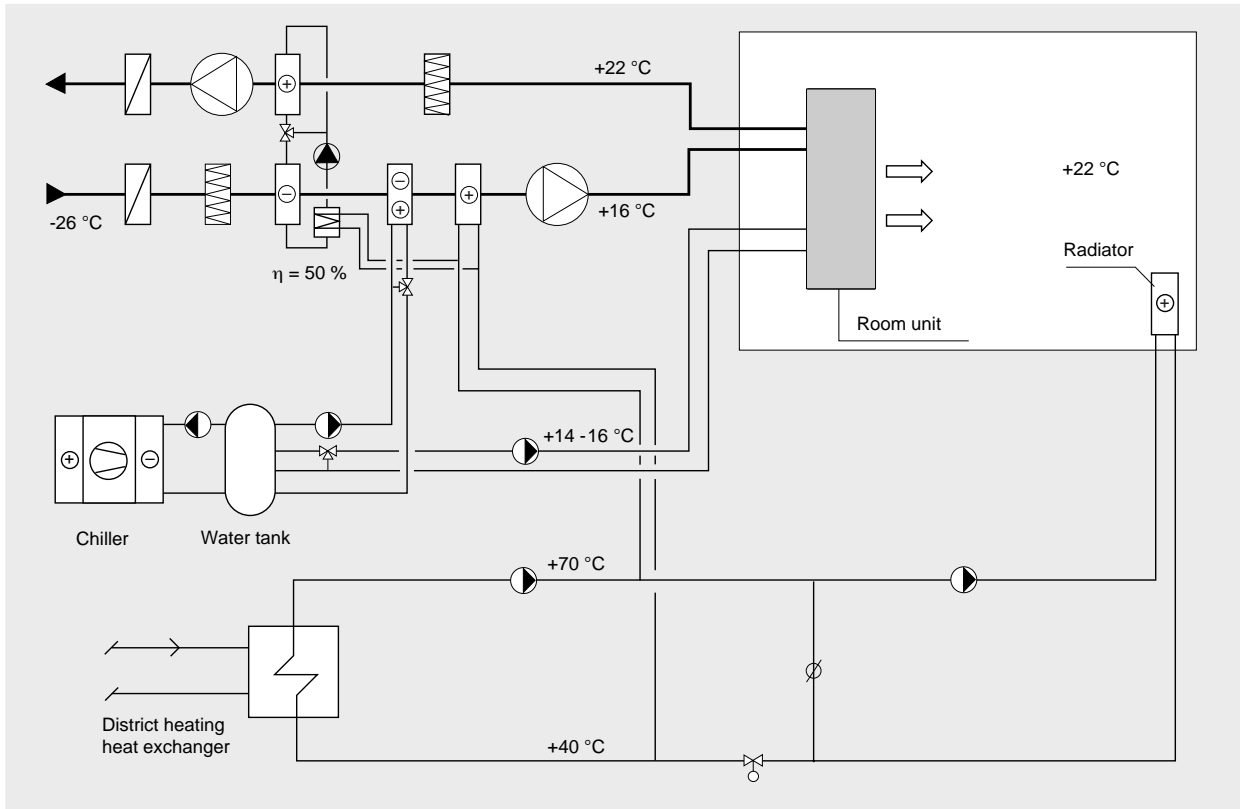 +22 °C
-26 °C
+16 °C
+22 °C
η = 50 %
Radiator
Room unit
+14 -16 °C
Chiller
Water tank
+70 °C
District heating
heat exchanger
+40 °C